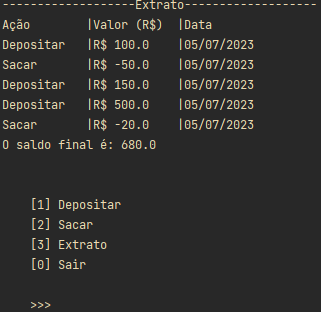 -------------------Extrato-------------------
Ação |Valor (R$) |Data
Depositar |R$ 100.0 |05/07/2023
Sacar |R$ -50.0 |05/07/2023
Depositar |R$ 150.0 |05/07/2023
Depositar |R$ 500.0 |05/07/2023
Sacar |R$ -20.0 |05/07/2023
O saldo final é: 680.0
[1] Depositar
[2] Sacar
[3] Extrato
[0] Sair
>>>